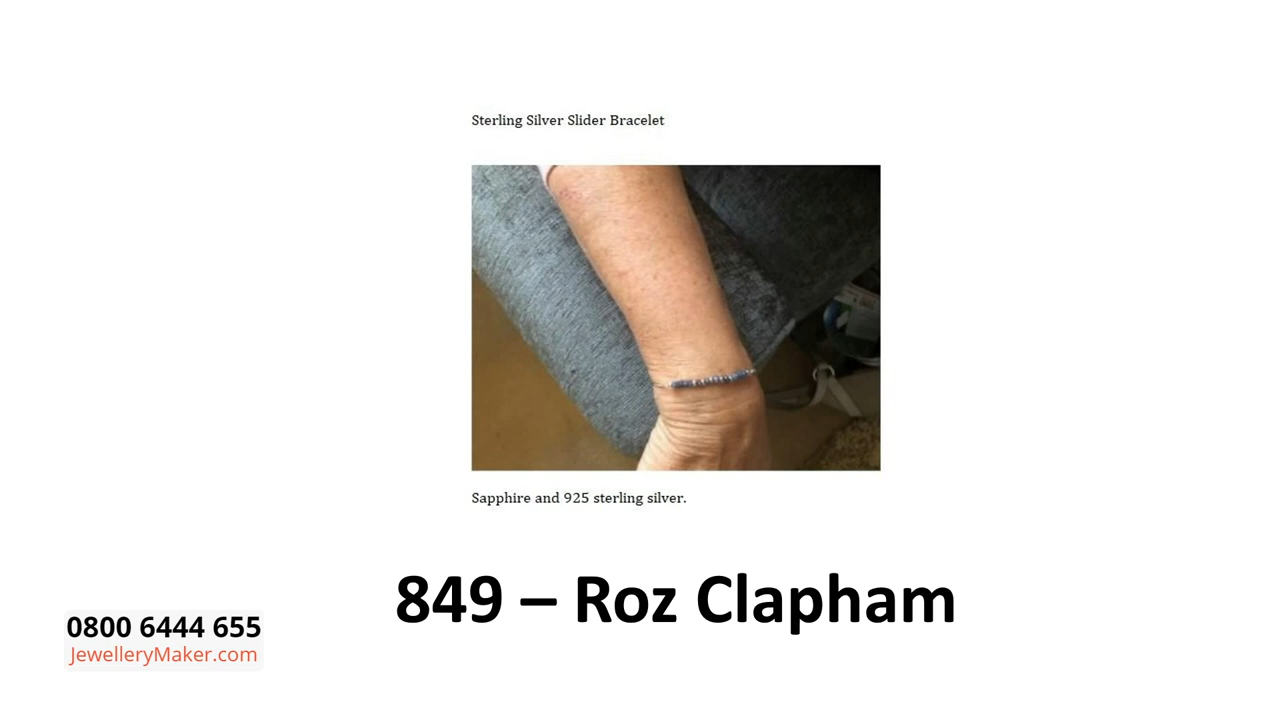 Sterling Silver Slider Bracelet
Sapphire and 925 sterling silver.
849 – Roz Clapham
0800 6444 655
JewelleryMaker.com